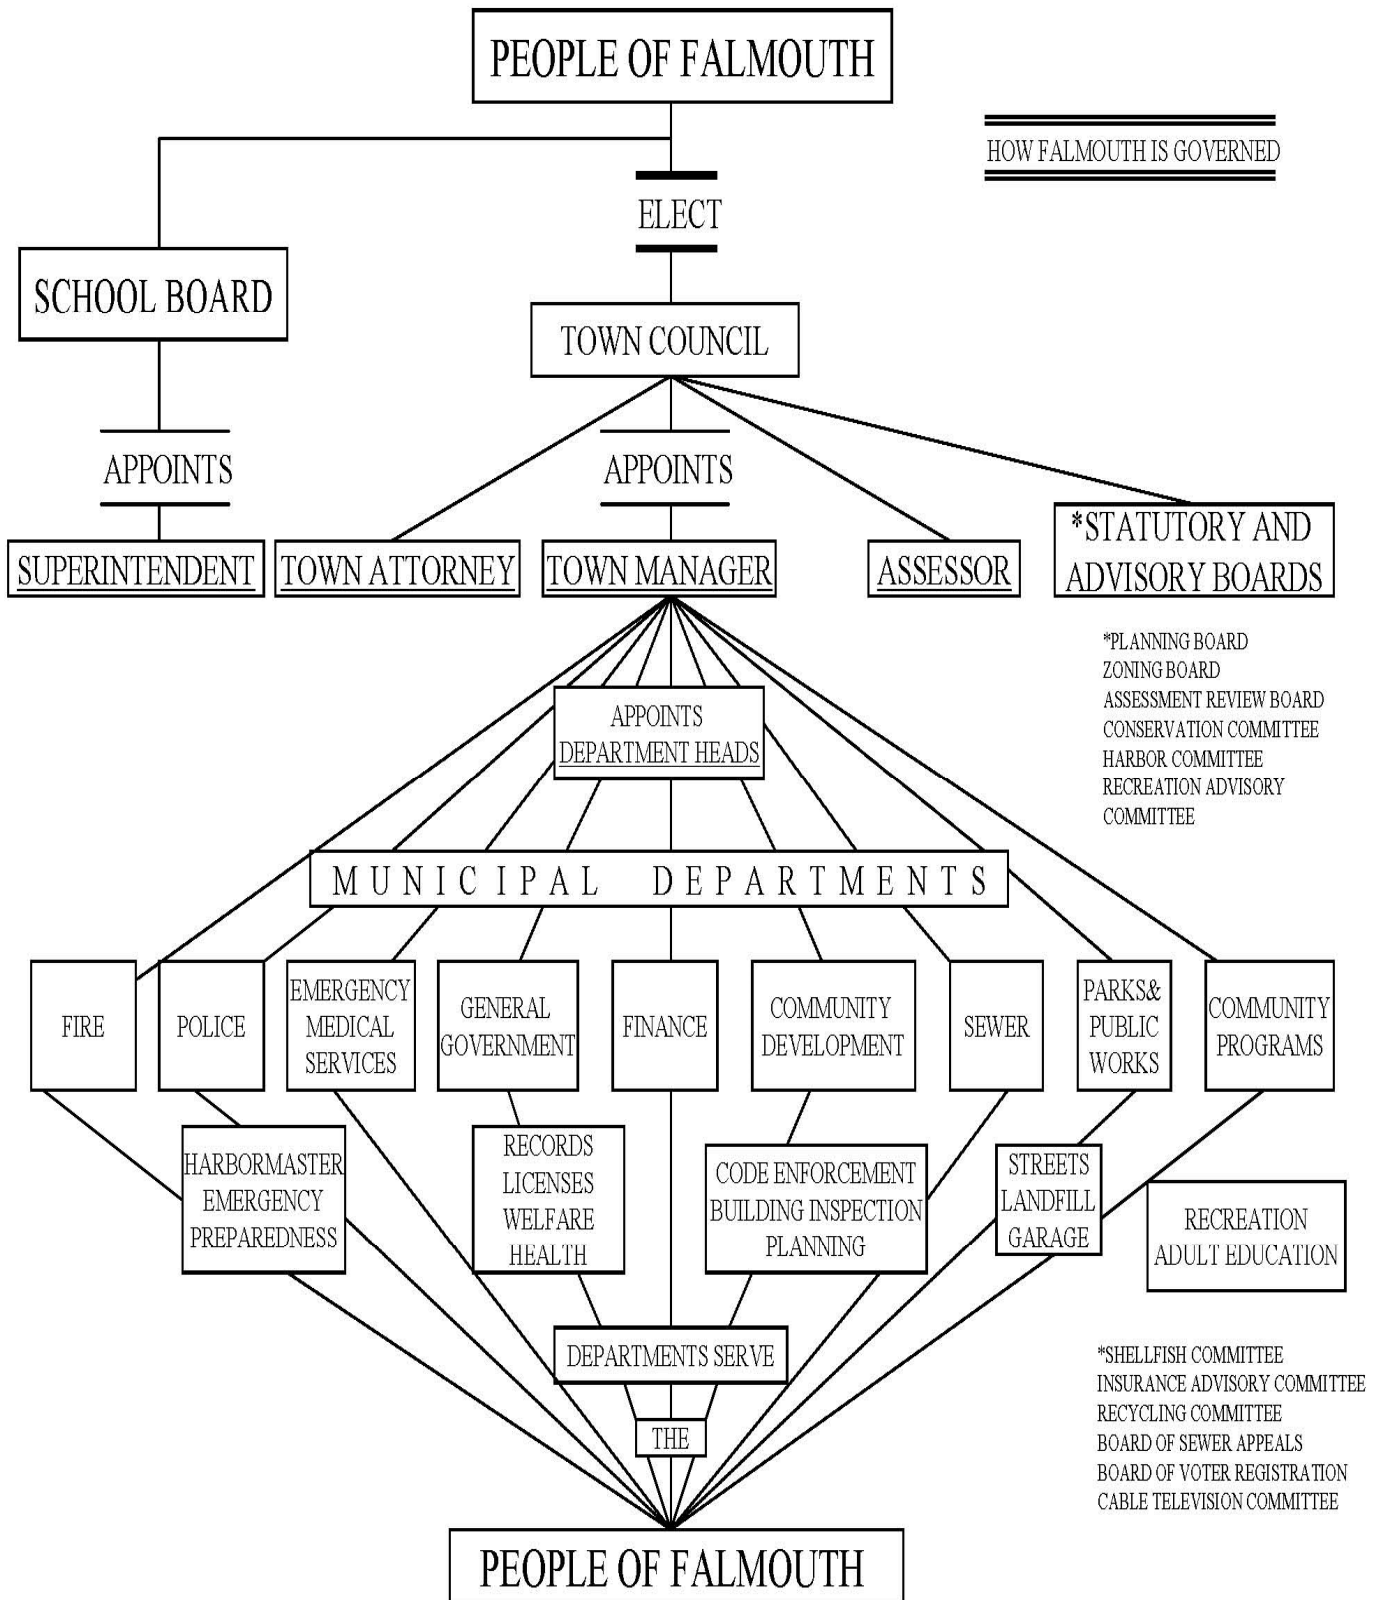 PEOPLE OF FALMOUTH
HOW FALMOUTH IS GOVERNED
ELECT
SCHOOL BOARD
TOWN COUNCIL
APPOINTS
APPOINTS
SUPERINTENDENT
TOWN ATTORNEY
TOWN MANAGER
ASSESSOR
*STATUTORY AND
ADVISORY BOARDS
*PLANNING BOARD
ZONING BOARD
ASSESSMENT REVIEW BOARD
CONSERVATION COMMITTEE
HARBOR COMMITTEE
RECREATION ADVISORY
COMMITTEE
APPOINTS
DEPARTMENT HEADS
MUNICIPAL DEPARTMENTS
FIRE
POLICE
EMERGENCY
MEDICAL
SERVICES
GENERAL
GOVERNMENT
FINANCE
COMMUNITY
DEVELOPMENT
SEWER
PARKS&
PUBLIC
WORKS
COMMUNITY
PROGRAMS
HARBORMASTER
EMERGENCY
PREPAREDNESS
RECORDS
LICENSES
WELFARE
HEALTH
CODE ENFORCEMENT
BUILDING INSPECTION
PLANNING
STREETS
LANDFILL
GARAGE
RECREATION
ADULT EDUCATION
DEPARTMENTS SERVE
THE
*SHELLFISH COMMITTEE
INSURANCE ADVISORY COMMITTEE
RECYCLING COMMITTEE
BOARD OF SEWER APPEALS
BOARD OF VOTER REGISTRATION
CABLE TELEVISION COMMITTEE
PEOPLE OF FALMOUTH